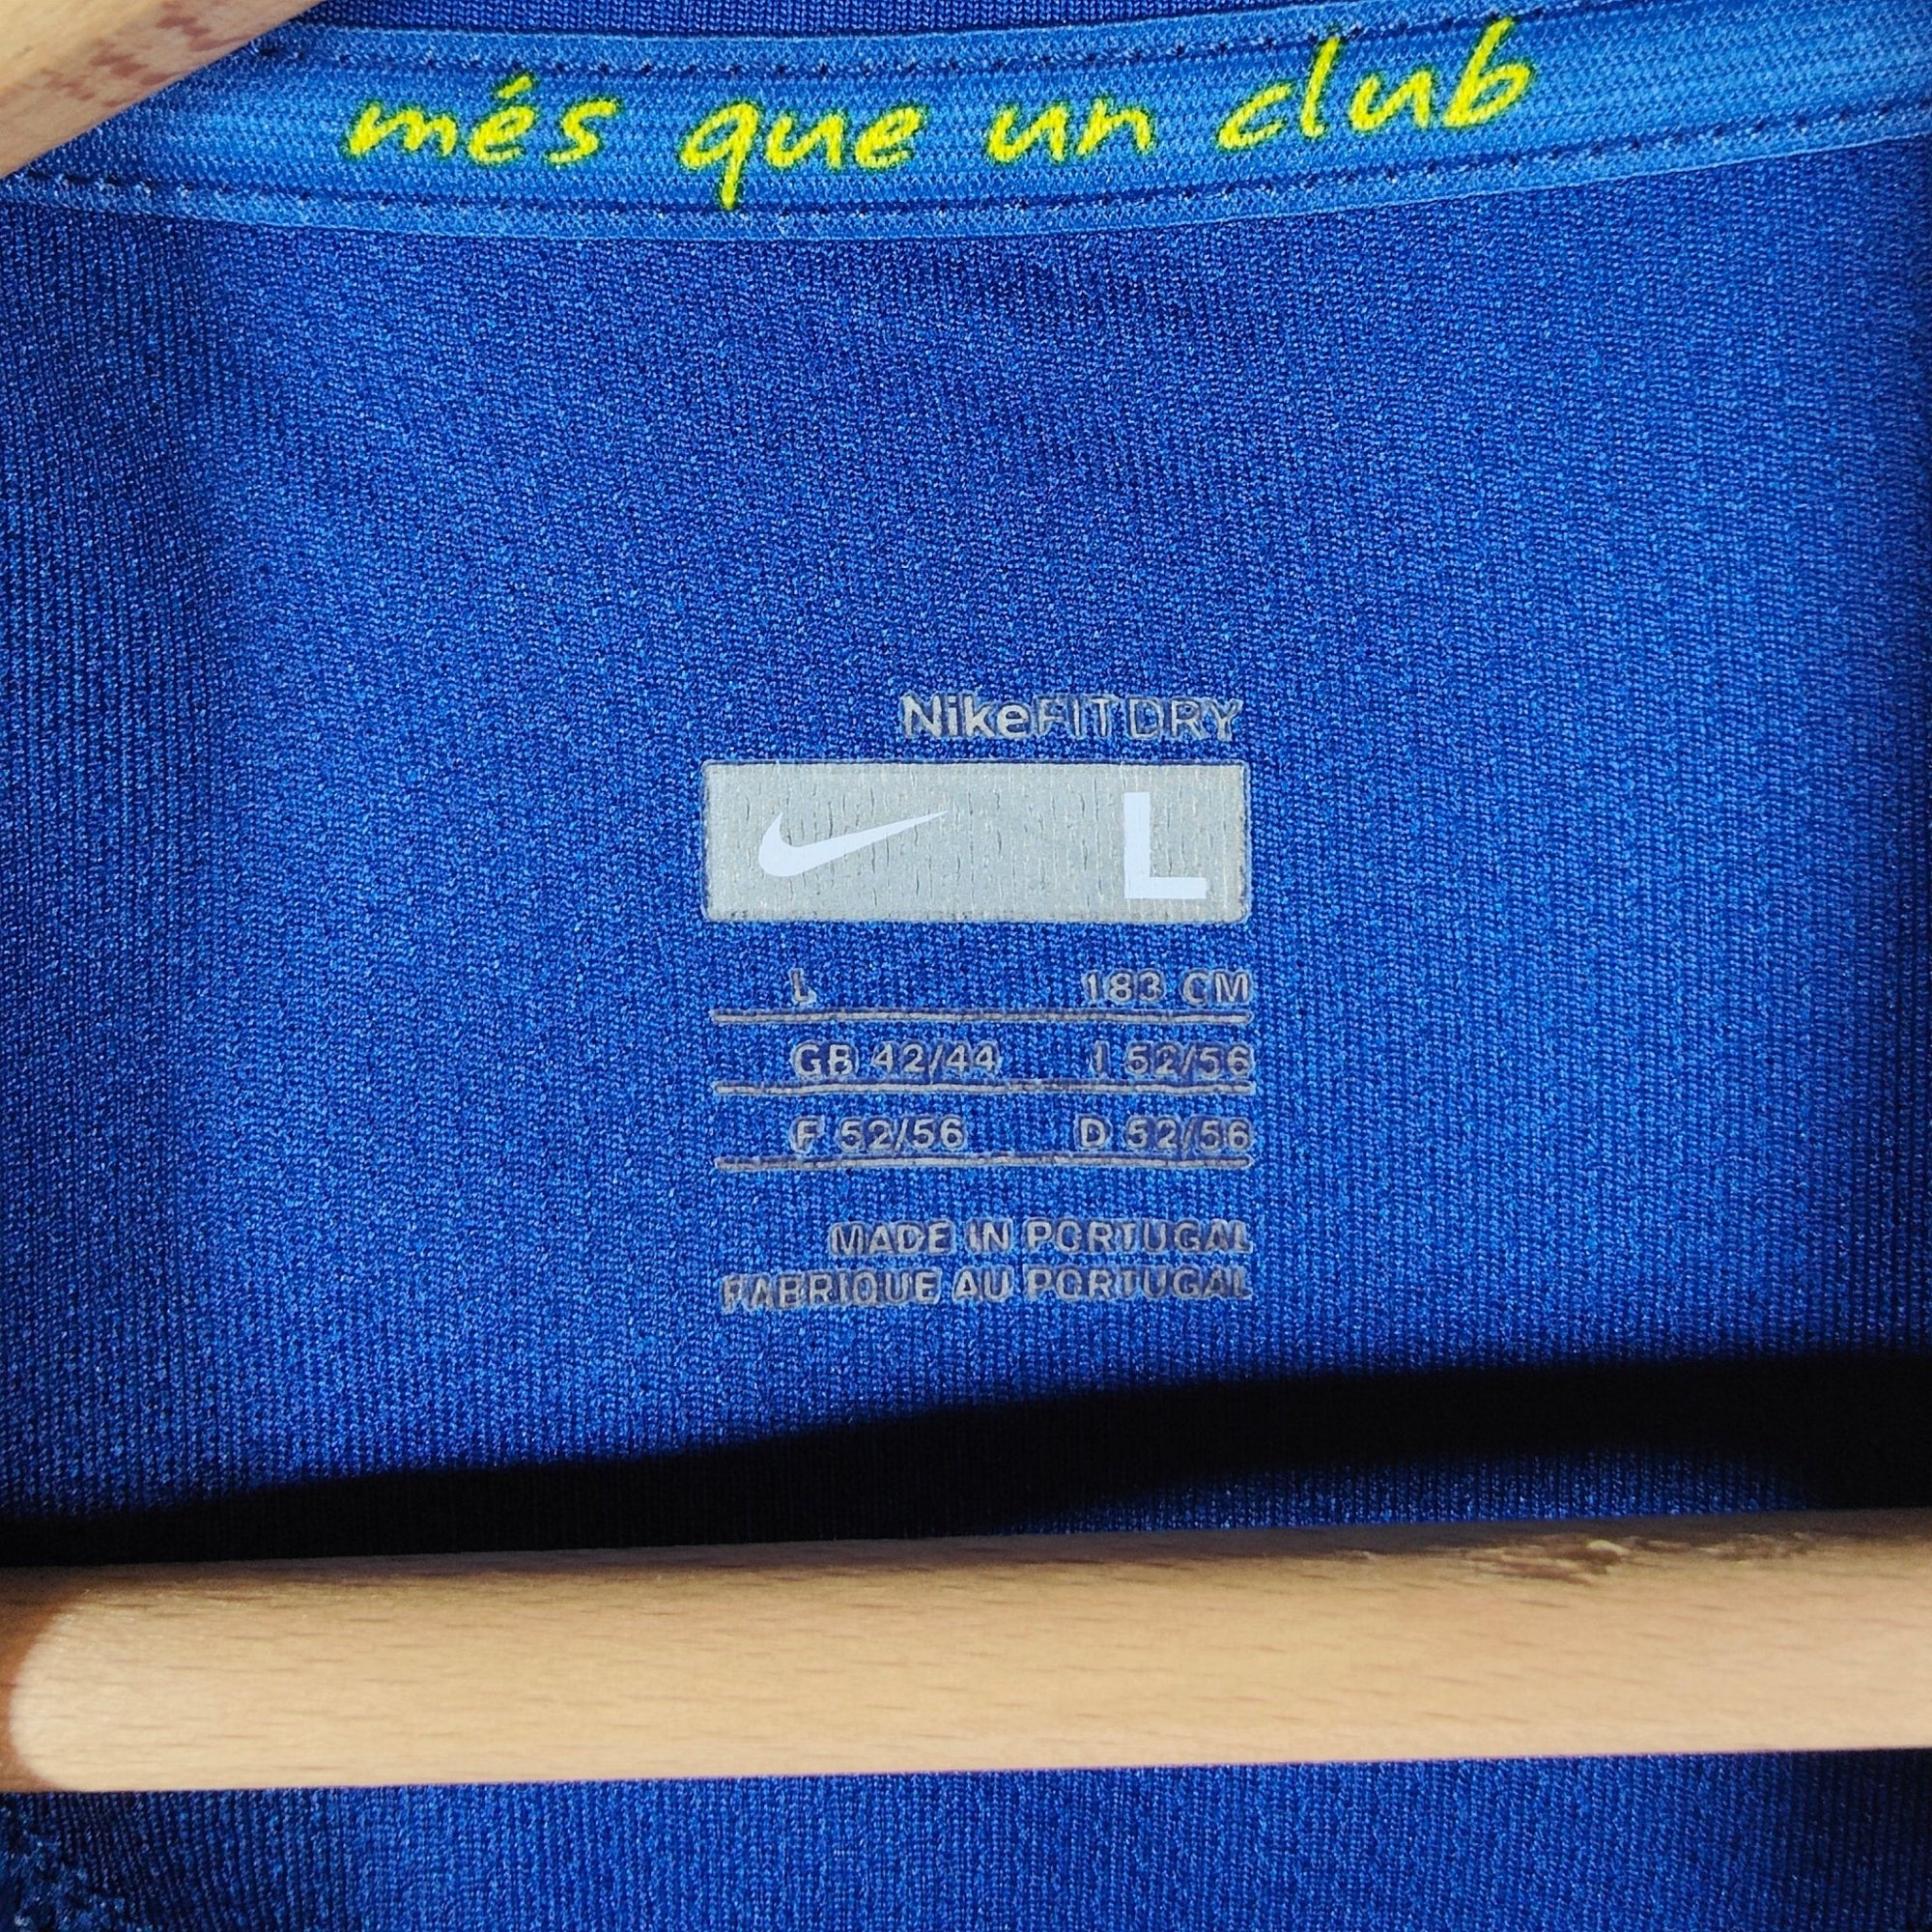 més que un club
NikeFITDRY
L
L 183 CM
GB 42/44 I 52/56
F 52/56 D 52/56
MADE IN PORTUGAL
FABRIQUE AU PORTUGAL